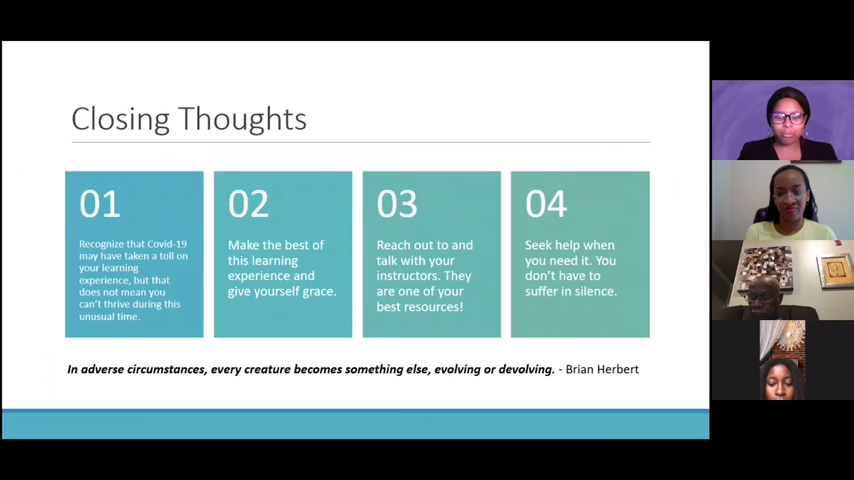 Closing Thoughts
01
Recognize that Covid-19
may have taken a toll on
your learning
experience, but that
does not mean you
can't thrive during this
unusual time.
02
Make the best of
this learning
experience and
give yourself grace.
03
Reach out to and
talk with your
instructors. They
are one of your
best resources!
04
Seek help when
you need it. You
don't have to
suffer in silence.
In adverse circumstances, every creature becomes something else, evolving or devolving. - Brian Herbert